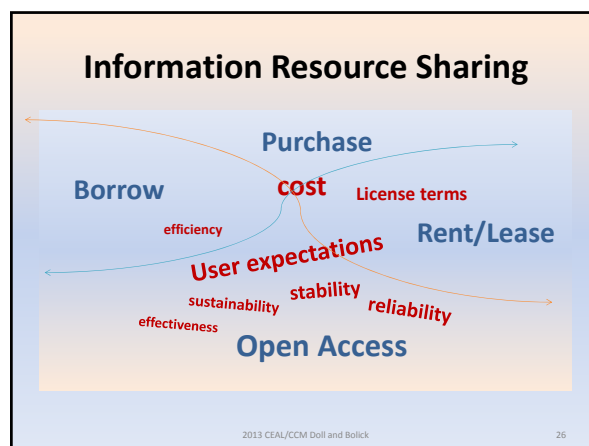 Information Resource Sharing
Purchase
cost
Borrow
License terms
efficiency
Rent/Lease
User expectations
stability
sustainability
reliability
effectiveness
Open Access
2013 CEAL/CCM Doll and Bolick
26